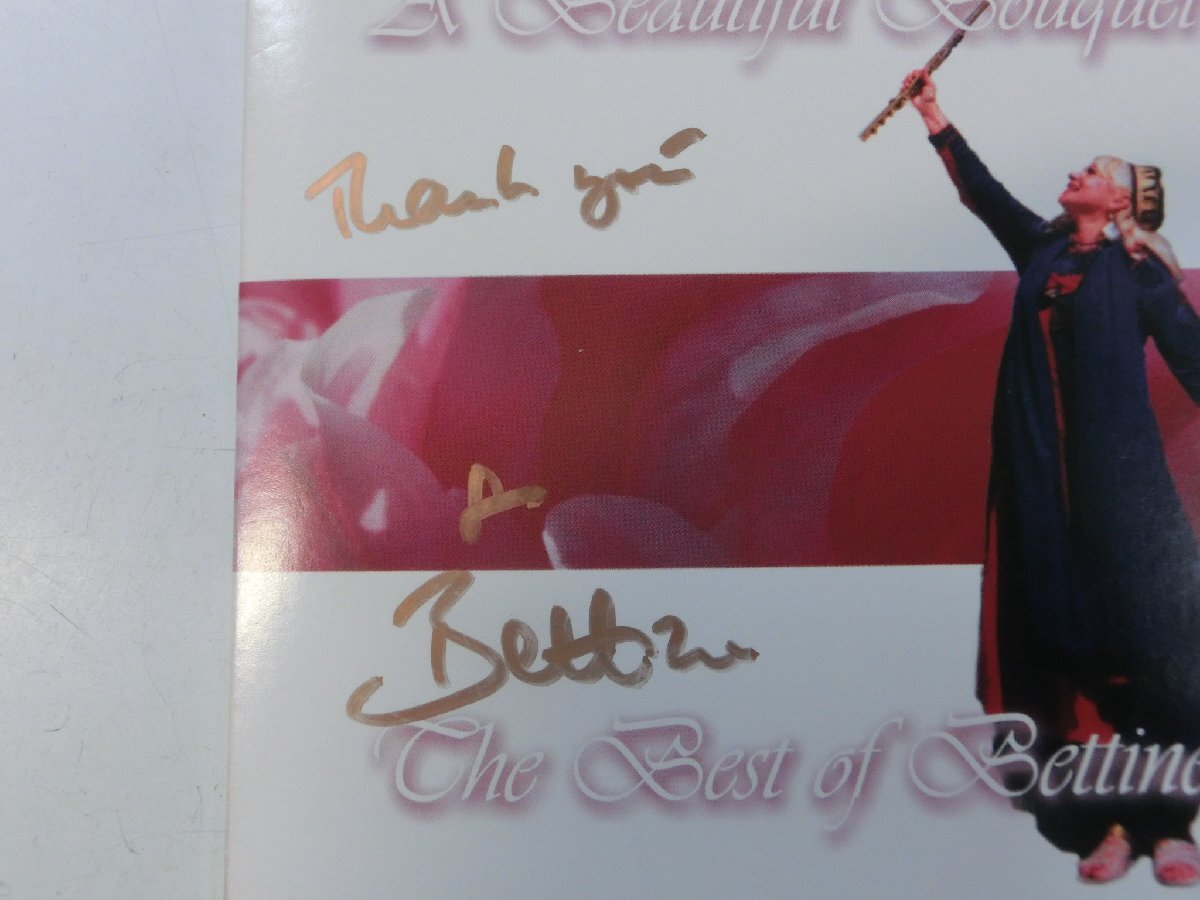 A Beautiful Bouquet
Thank you
Bettine
The Best of Bettine